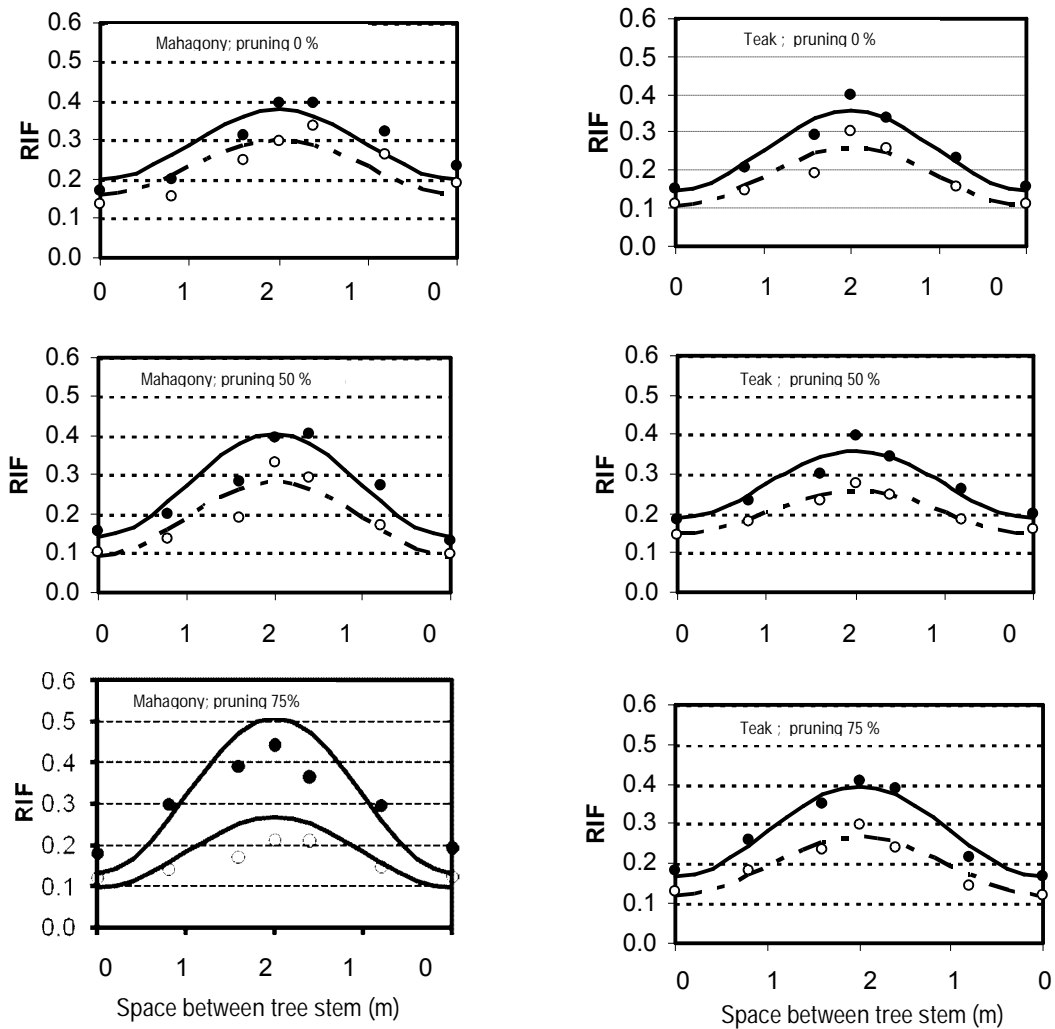 Mahagony; pruning 0 %
0.6
0.5
0.4
0.3
0.2
0.1
0.0
RIF
0 1 2 1 0
Teak ; pruning 0 %
0.6
0.5
0.4
0.3
0.2
0.1
0.0
RIF
0 1 2 1 0
Mahagony; pruning 50 %
0.6
0.5
0.4
0.3
0.2
0.1
0.0
RIF
0 1 2 1 0
Teak ; pruning 50 %
0.6
0.5
0.4
0.3
0.2
0.1
0.0
RIF
0 1 2 1 0
Mahagony; pruning 75%
0.6
0.5
0.4
0.3
0.2
0.1
0.0
RIF
0 1 2 1 0
Space between tree stem (m)
Teak ; pruning 75 %
0.6
0.5
0.4
0.3
0.2
0.1
0.0
RIF
0 1 2 1 0
Space between tree stem (m)